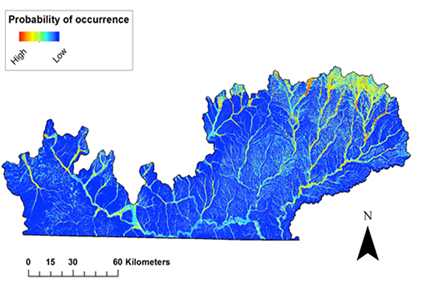 Probability of occurrence
High
Low
N
0 15 30 60 Kilometers